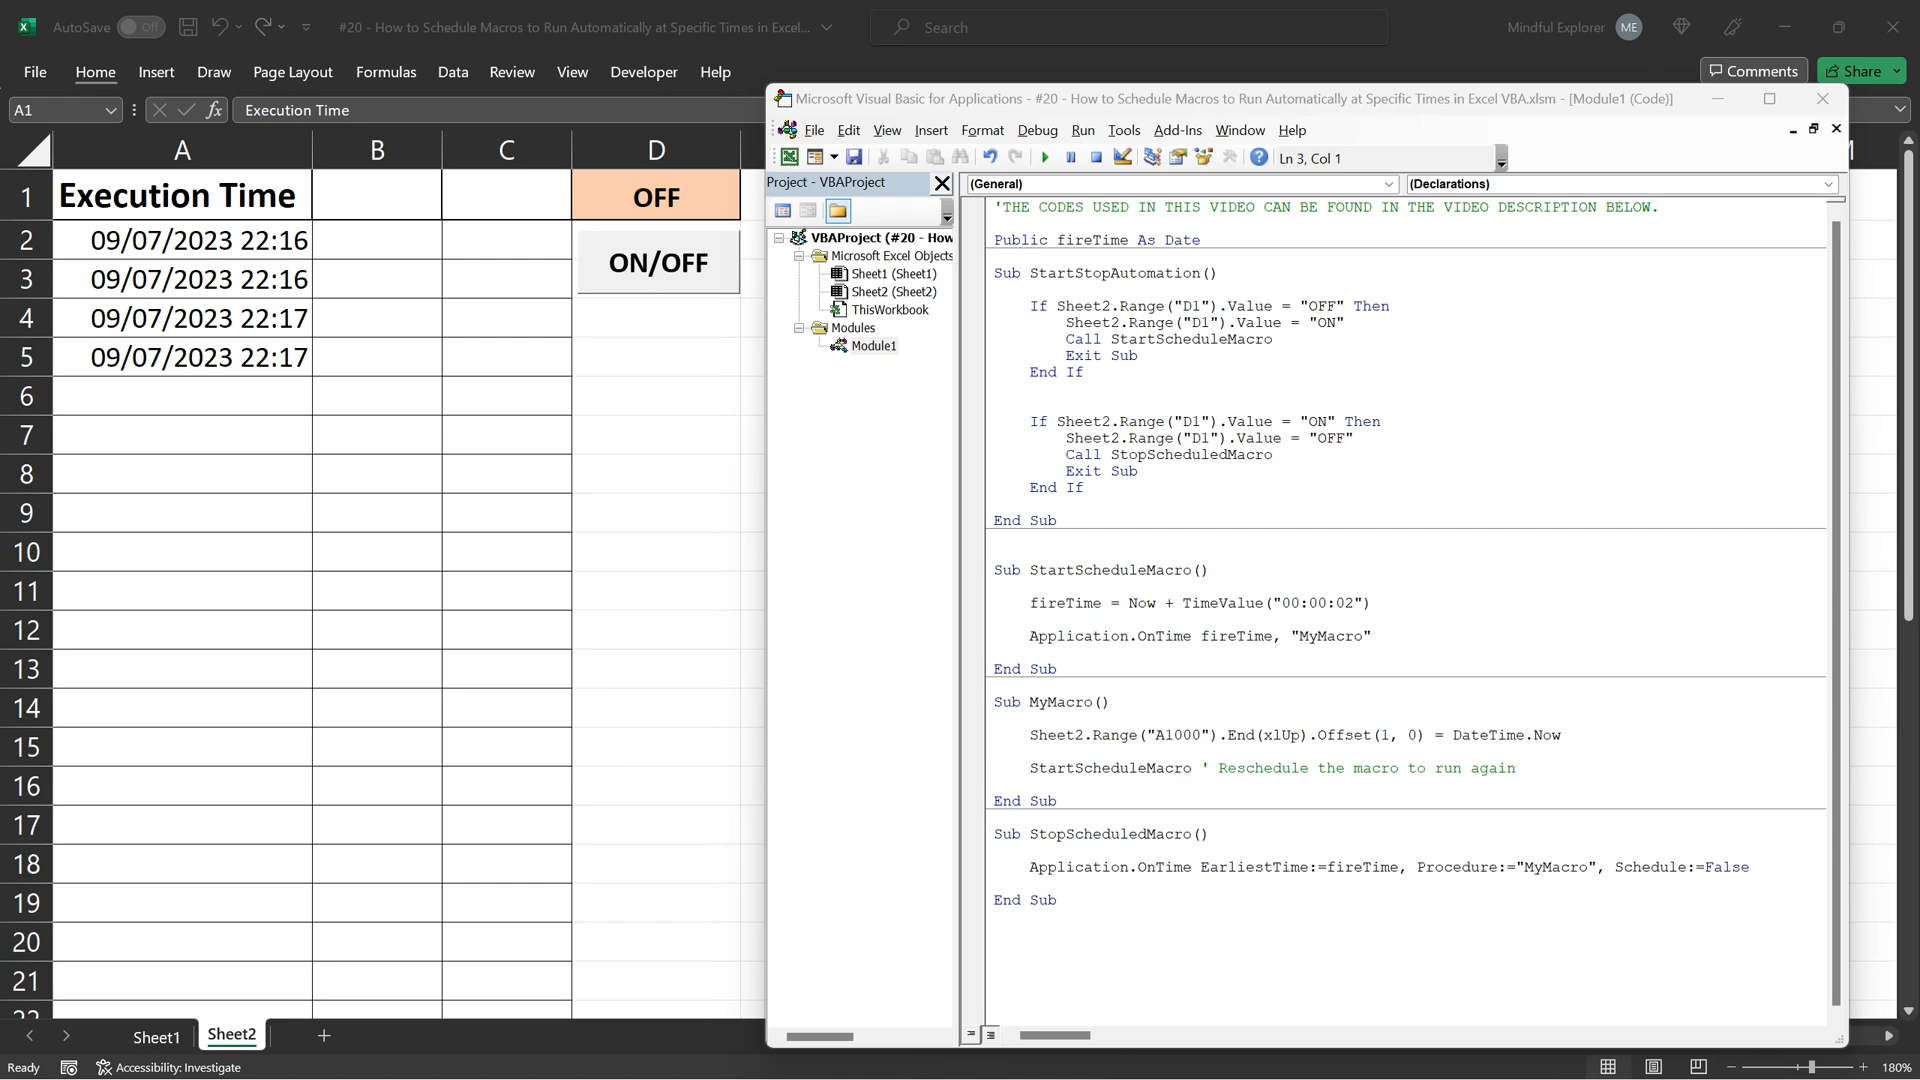 AutoSave Off
#20 - How to Schedule Macros to Run Automatically at Specific Times in Excel...
Search
Mindful Explorer ME
File Home Insert Draw Page Layout Formulas Data Review View Developer Help
Comments Share
A1 fx Execution Time
A B C D
1 Execution Time OFF
2 09/07/2023 22:16
ON/OFF
3 09/07/2023 22:16
4 09/07/2023 22:17
5 09/07/2023 22:17
6
7
8
9
10
11
12
13
14
15
16
17
18
19
20
21
22
Sheet1 Sheet2
Ready Accessibility: Investigate
180%
Microsoft Visual Basic for Applications - #20 - How to Schedule Macros to Run Automatically at Specific Times in Excel VBA.xlsm - [Module1 (Code)]
File Edit View Insert Format Debug Run Tools Add-Ins Window Help
Ln 3, Col 1
Project - VBAProject
VBAProject (#20 - How
Microsoft Excel Objects
Sheet1 (Sheet1)
Sheet2 (Sheet2)
ThisWorkbook
Modules
Module1
(General) (Declarations)
'THE CODES USED IN THIS VIDEO CAN BE FOUND IN THE VIDEO DESCRIPTION BELOW.
Public fireTime As Date
Sub StartStopAutomation()
If Sheet2.Range("D1").Value = "OFF" Then
Sheet2.Range("D1").Value = "ON"
Call StartScheduleMacro
Exit Sub
End If
If Sheet2.Range("D1").Value = "ON" Then
Sheet2.Range("D1").Value = "OFF"
Call StopScheduledMacro
Exit Sub
End If
End Sub
Sub StartScheduleMacro()
fireTime = Now + TimeValue("00:00:02")
Application.OnTime fireTime, "MyMacro"
End Sub
Sub MyMacro()
Sheet2.Range("A1000").End(xlUp).Offset(1, 0) = DateTime.Now
StartScheduleMacro ' Reschedule the macro to run again
End Sub
Sub StopScheduledMacro()
Application.OnTime EarliestTime:=fireTime, Procedure:="MyMacro", Schedule:=False
End Sub